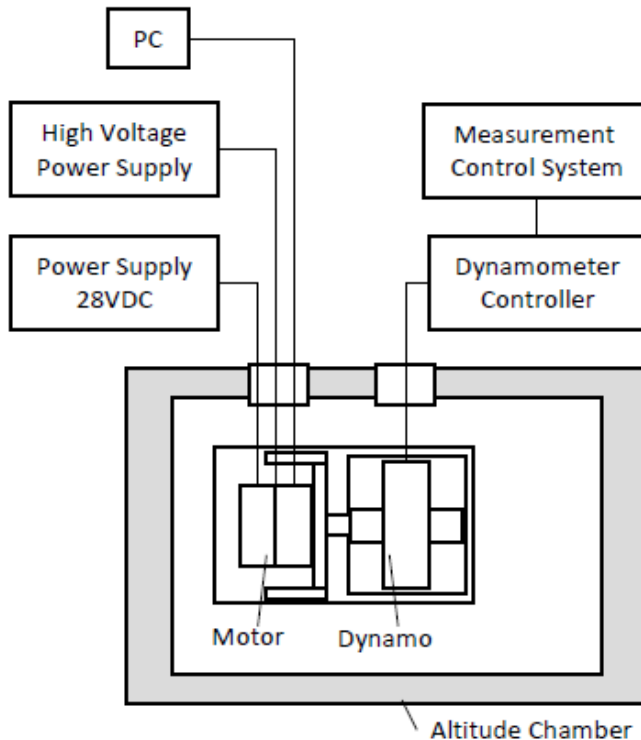 PC
High Voltage
Power Supply
Measurement
Control System
Power Supply
28VDC
Dynamometer
Controller
Motor
Dynamo
Altitude Chamber